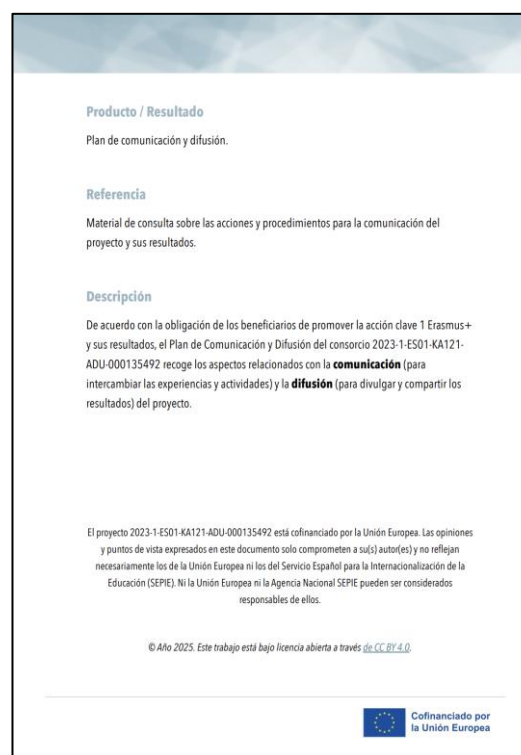 Producto / Resultado
Plan de comunicación y difusión.
Referencia
Material de consulta sobre las acciones y procedimientos para la comunicación del
proyecto y sus resultados.
Descripción
De acuerdo con la obligación de los beneficiarios de promover la acción clave 1 Erasmus+
y sus resultados, el Plan de Comunicación y Difusión del consorcio 2023-1-ES01-KA121-
ADU-000135492 recoge los aspectos relacionados con la comunicación (para
intercambiar las experiencias y actividades) y la difusión (para divulgar y compartir los
resultados) del proyecto.
El proyecto 2023-1-ES01-KA121-ADU-000135492 está cofinanciado por la Unión Europea. Las opiniones
y puntos de vista expresados en este documento solo comprometen a su(s) autor(es) y no reflejan
necesariamente los de la Unión Europea ni los del Servicio Español para la Internacionalización de la
Educación (SEPIE). Ni la Unión Europea ni la Agencia Nacional SEPIE pueden ser considerados
responsables de ellos.
© Año 2025. Este trabajo está bajo licencia abierta a través de CC BY 4.0.
Cofinanciado por
la Unión Europea